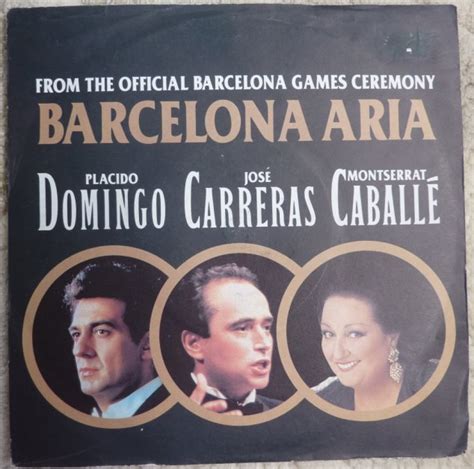 FROM THE OFFICIAL BARCELONA GAMES CEREMONY
BARCELONA ARIA
PLACIDO JOSÉ MONTSERRAT
DOMINGO CARRERAS CABALLÉ